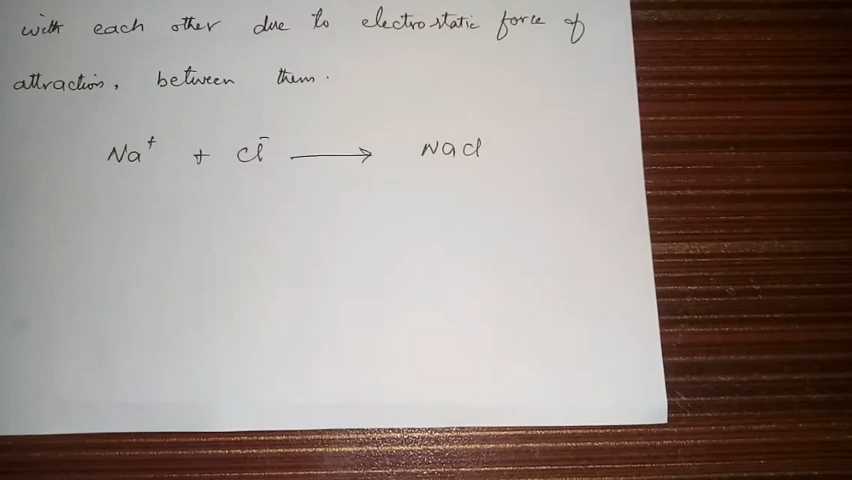 with each other due to electrostatic force of
attraction, between them.
Na⁺ + Cl⁻ ⟶ NaCl